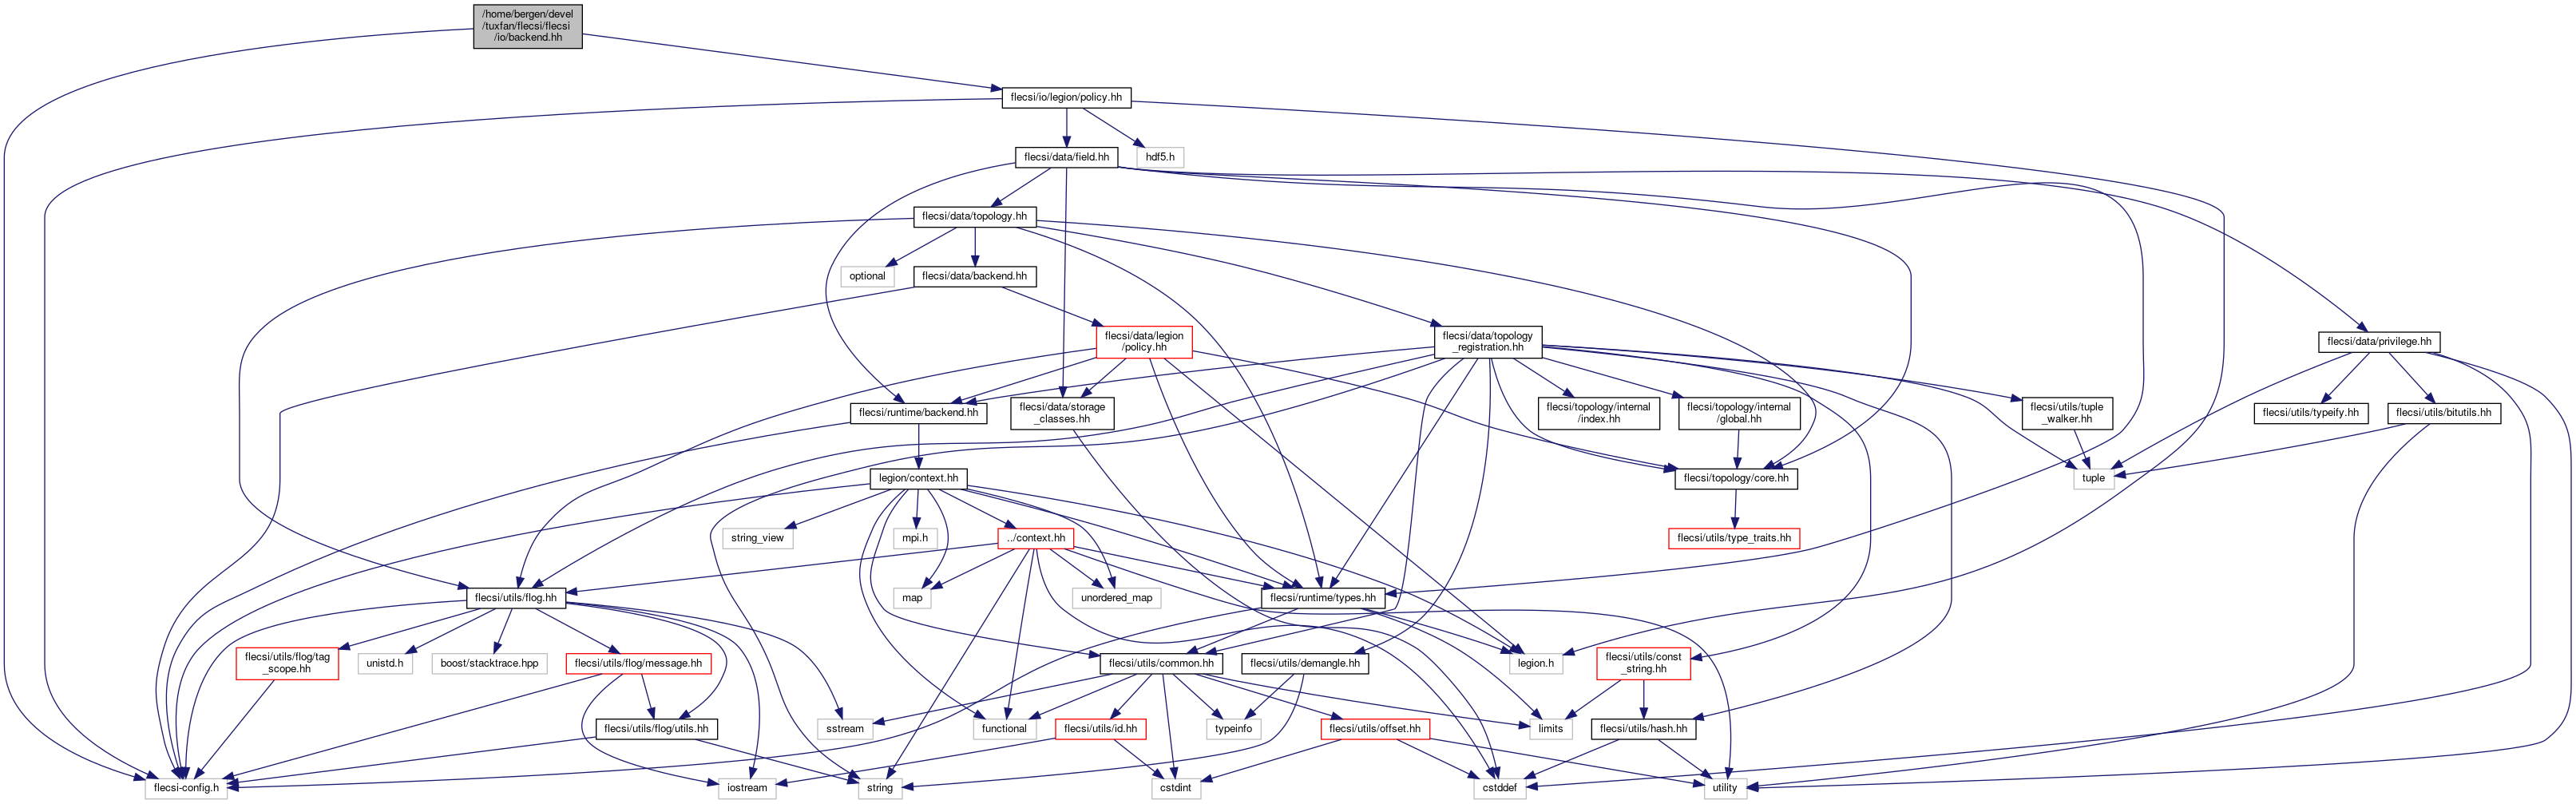 /home/bergen/devel
/tuxfan/flecsi/flecsi
/io/backend.hh
flecsi/io/legion/policy.hh
flecsi/data/field.hh
hdf5.h
flecsi/data/topology.hh
optional
flecsi/data/backend.hh
flecsi/data/legion
/policy.hh
flecsi/data/topology
_registration.hh
flecsi/data/privilege.hh
flecsi/runtime/backend.hh
flecsi/data/storage
_classes.hh
flecsi/topology/internal
/index.hh
flecsi/topology/internal
/global.hh
flecsi/utils/tuple
_walker.hh
flecsi/utils/typeify.hh
flecsi/utils/bitutils.hh
legion/context.hh
flecsi/topology/core.hh
tuple
string_view
mpi.h
../context.hh
flecsi/utils/type_traits.hh
flecsi/utils/flog.hh
map
unordered_map
flecsi/runtime/types.hh
flecsi/utils/flog/tag
_scope.hh
unistd.h
boost/stacktrace.hpp
flecsi/utils/flog/message.hh
flecsi/utils/common.hh
flecsi/utils/demangle.hh
legion.h
flecsi/utils/const
_string.hh
flecsi/utils/flog/utils.hh
sstream
functional
flecsi/utils/id.hh
typeinfo
flecsi/utils/offset.hh
limits
flecsi/utils/hash.hh
flecsi-config.h
iostream
string
cstdint
cstddef
utility